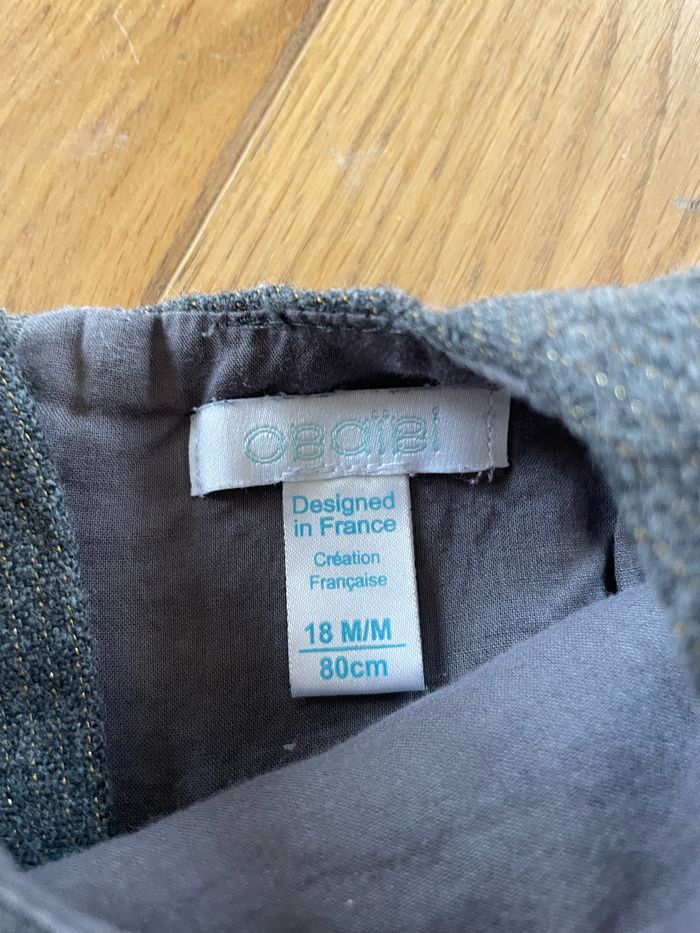 OBaïBi
Designed
in France
Création
Française
18 M/M
80cm